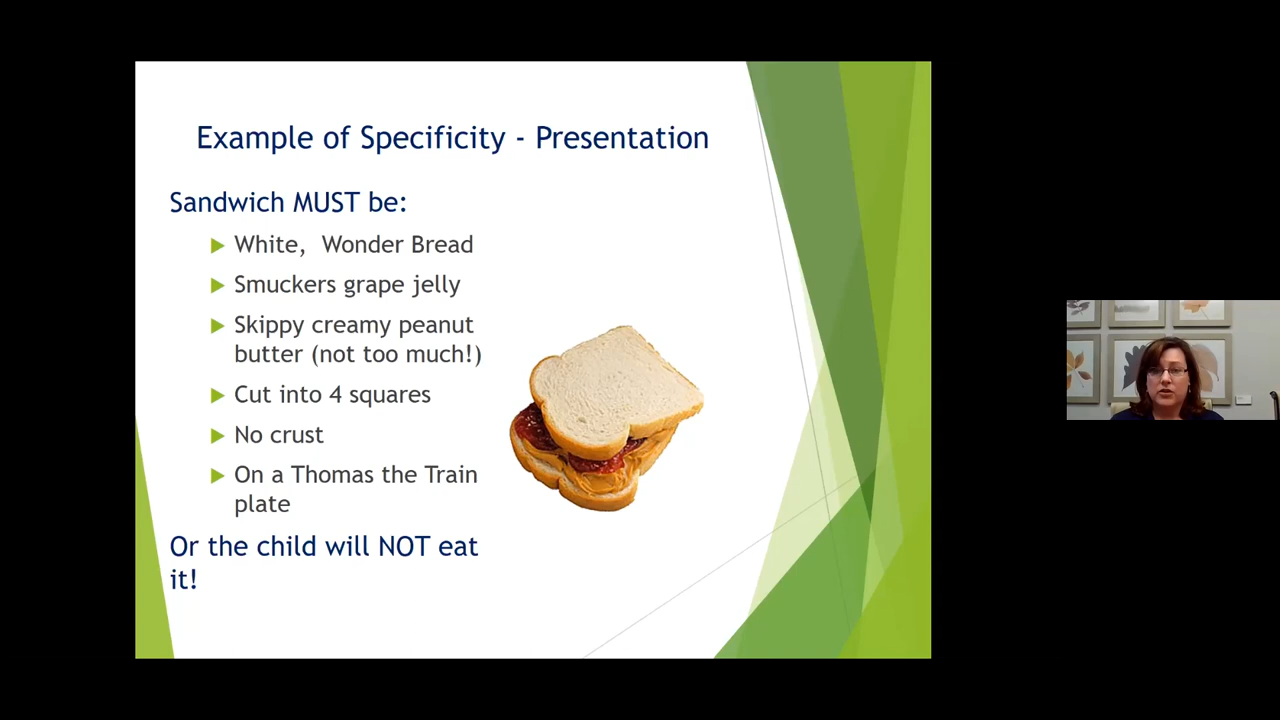 Example of Specificity - Presentation
Sandwich MUST be:
White,  Wonder Bread
Smuckers grape jelly
Skippy creamy peanut
butter (not too much!)
Cut into 4 squares
No crust
On a Thomas the Train
plate
Or the child will NOT eat
it!